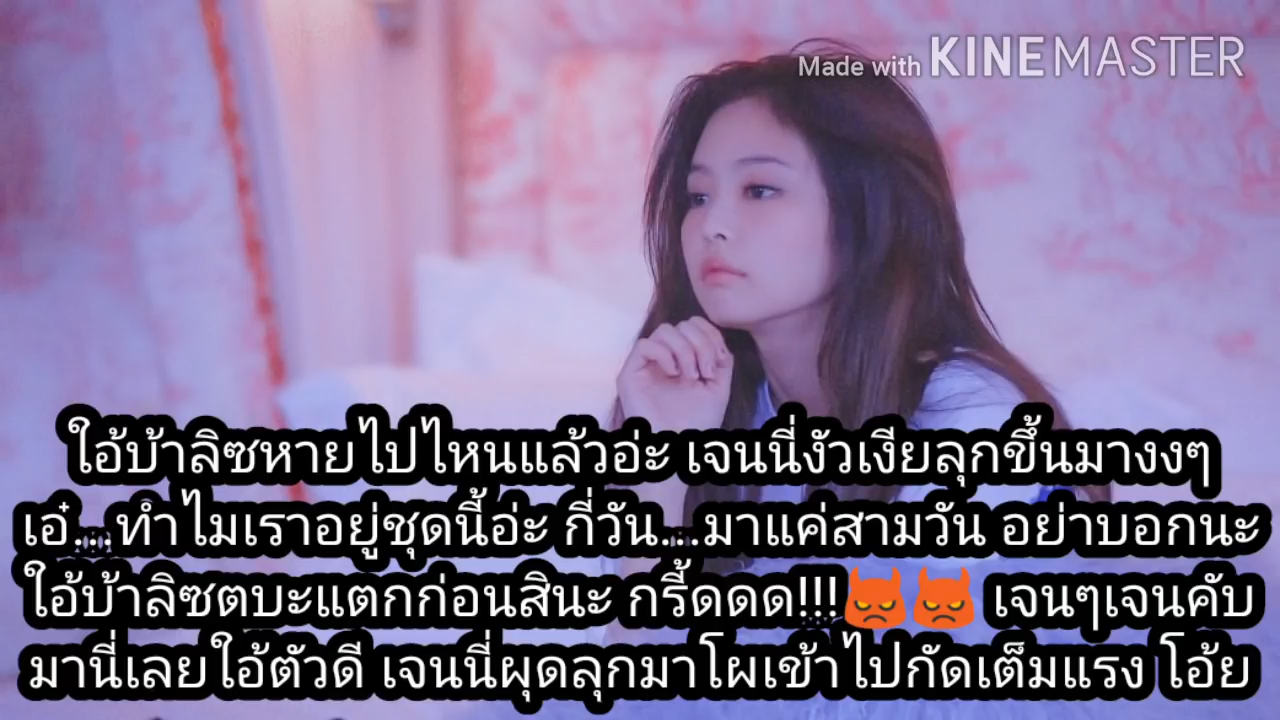 Made with KINEMASTER
ใอ้บ้าลิซหายไปไหนแล้วอ่ะ เจนนี่งัวเงียลุกขึ้นมางงๆ
เอ๋...ทำไมเราอยู่ชุดนี้อ่ะ กี่วัน...มาแค่สามวัน อย่าบอกนะ
ใอ้บ้าลิซตบะแตกก่อนสินะ กรี้ดดด!!!👿👿 เจนๆเจนคับ
มานี่เลยใอ้ตัวดี เจนนี่ผุดลุกมาโผเข้าไปกัดเต็มแรง โอ้ย